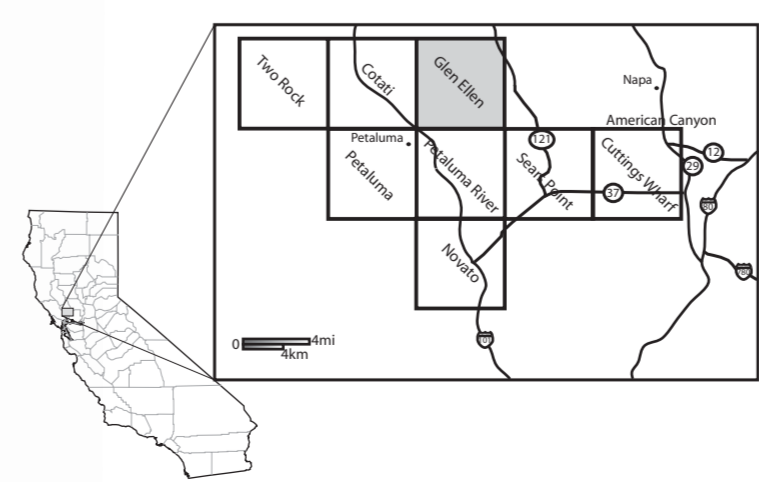 Two Rock
Cotati
Glen Ellen
Napa
American Canyon
Petaluma
121
12
29
Petaluma
Petaluma River
Sears Point
Cuttings Wharf
37
80
Novato
780
0
4mi
4km
101